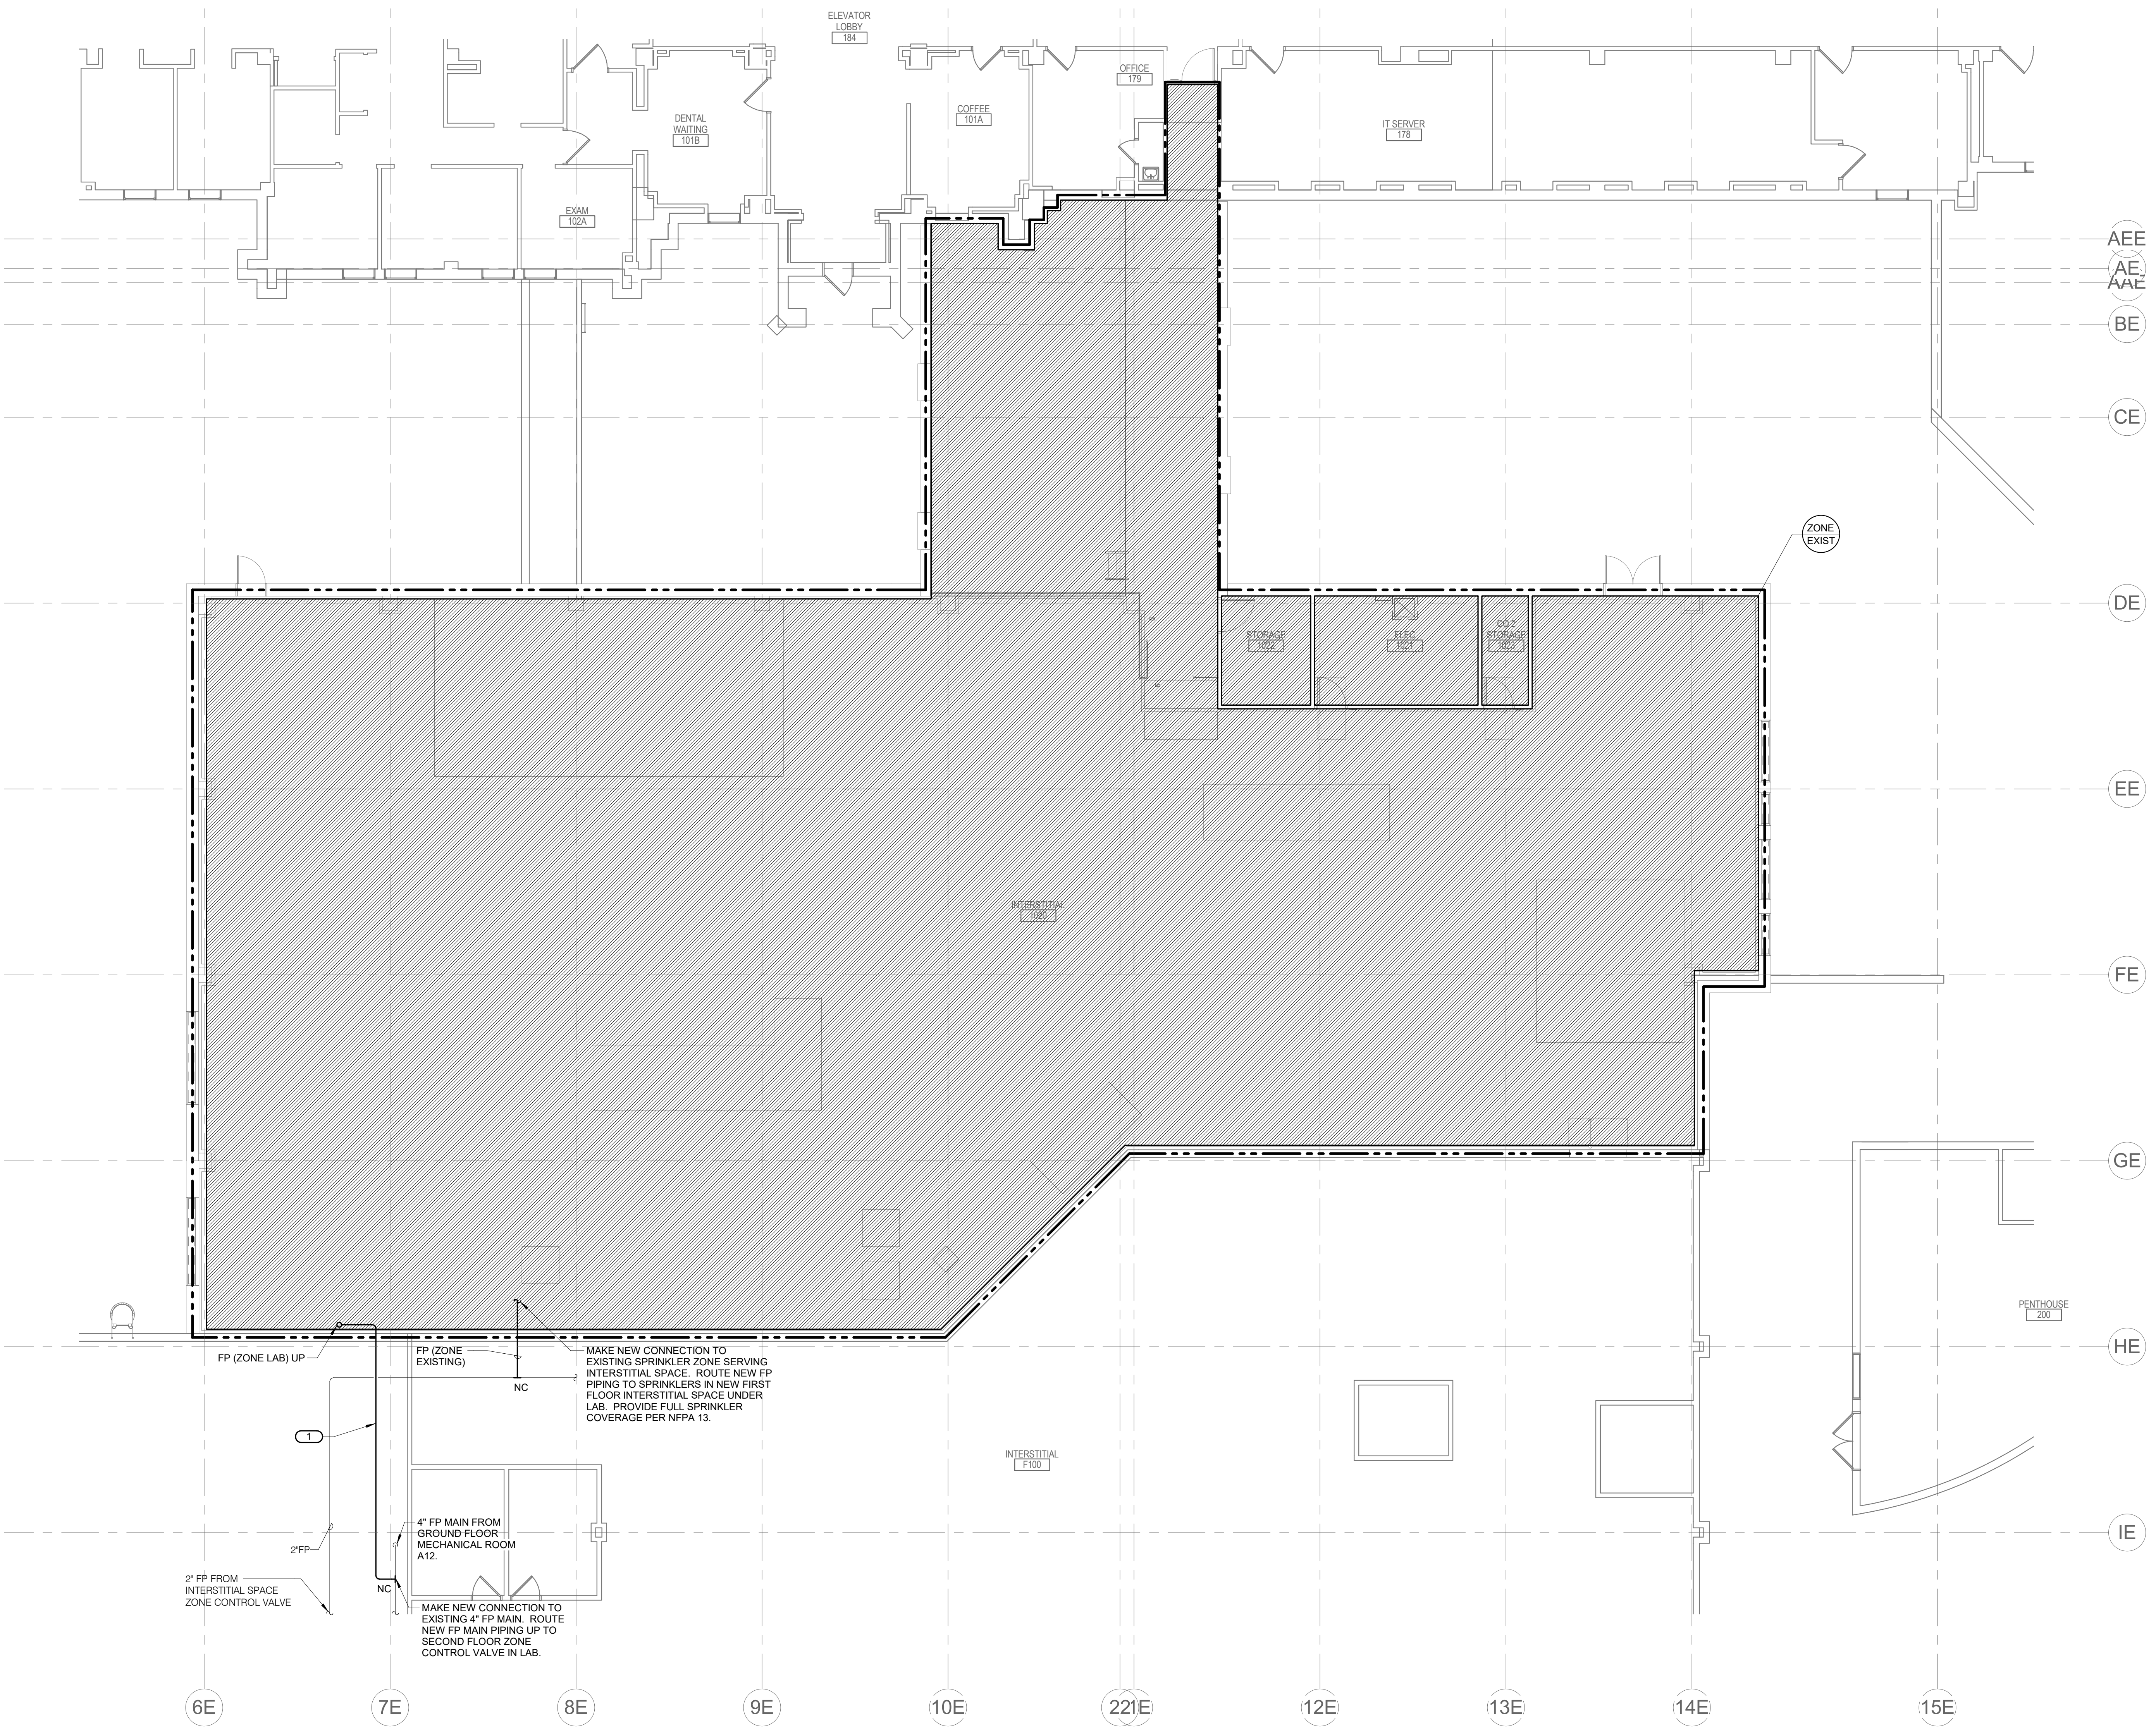 ELEVATOR
LOBBY
184
OFFICE
179
COFFEE
101A
DENTAL
WAITING
101B
IT SERVER
178
EXAM
102A
AEE
AE
AAE
BE
CE
ZONE
EXIST
DE
STORAGE
1022
ELEC
1021
CO 2
STORAGE
1023
S
S
EE
INTERSTITIAL
1020
FE
GE
PENTHOUSE
200
HE
FP (ZONE LAB) UP
FP (ZONE
EXISTING)
NC
MAKE NEW CONNECTION TO
EXISTING SPRINKLER ZONE SERVING
INTERSTITIAL SPACE. ROUTE NEW FP
PIPING TO SPRINKLERS IN NEW FIRST
FLOOR INTERSTITIAL SPACE UNDER
LAB. PROVIDE FULL SPRINKLER
COVERAGE PER NFPA 13.
1
INTERSTITIAL
F100
4" FP MAIN FROM
GROUND FLOOR
MECHANICAL ROOM
A12.
IE
2"FP
2" FP FROM
INTERSTITIAL SPACE
ZONE CONTROL VALVE
NC
MAKE NEW CONNECTION TO
EXISTING 4" FP MAIN. ROUTE
NEW FP MAIN PIPING UP TO
SECOND FLOOR ZONE
CONTROL VALVE IN LAB.
6E
7E
8E
9E
10E
12E
13E
14E
15E